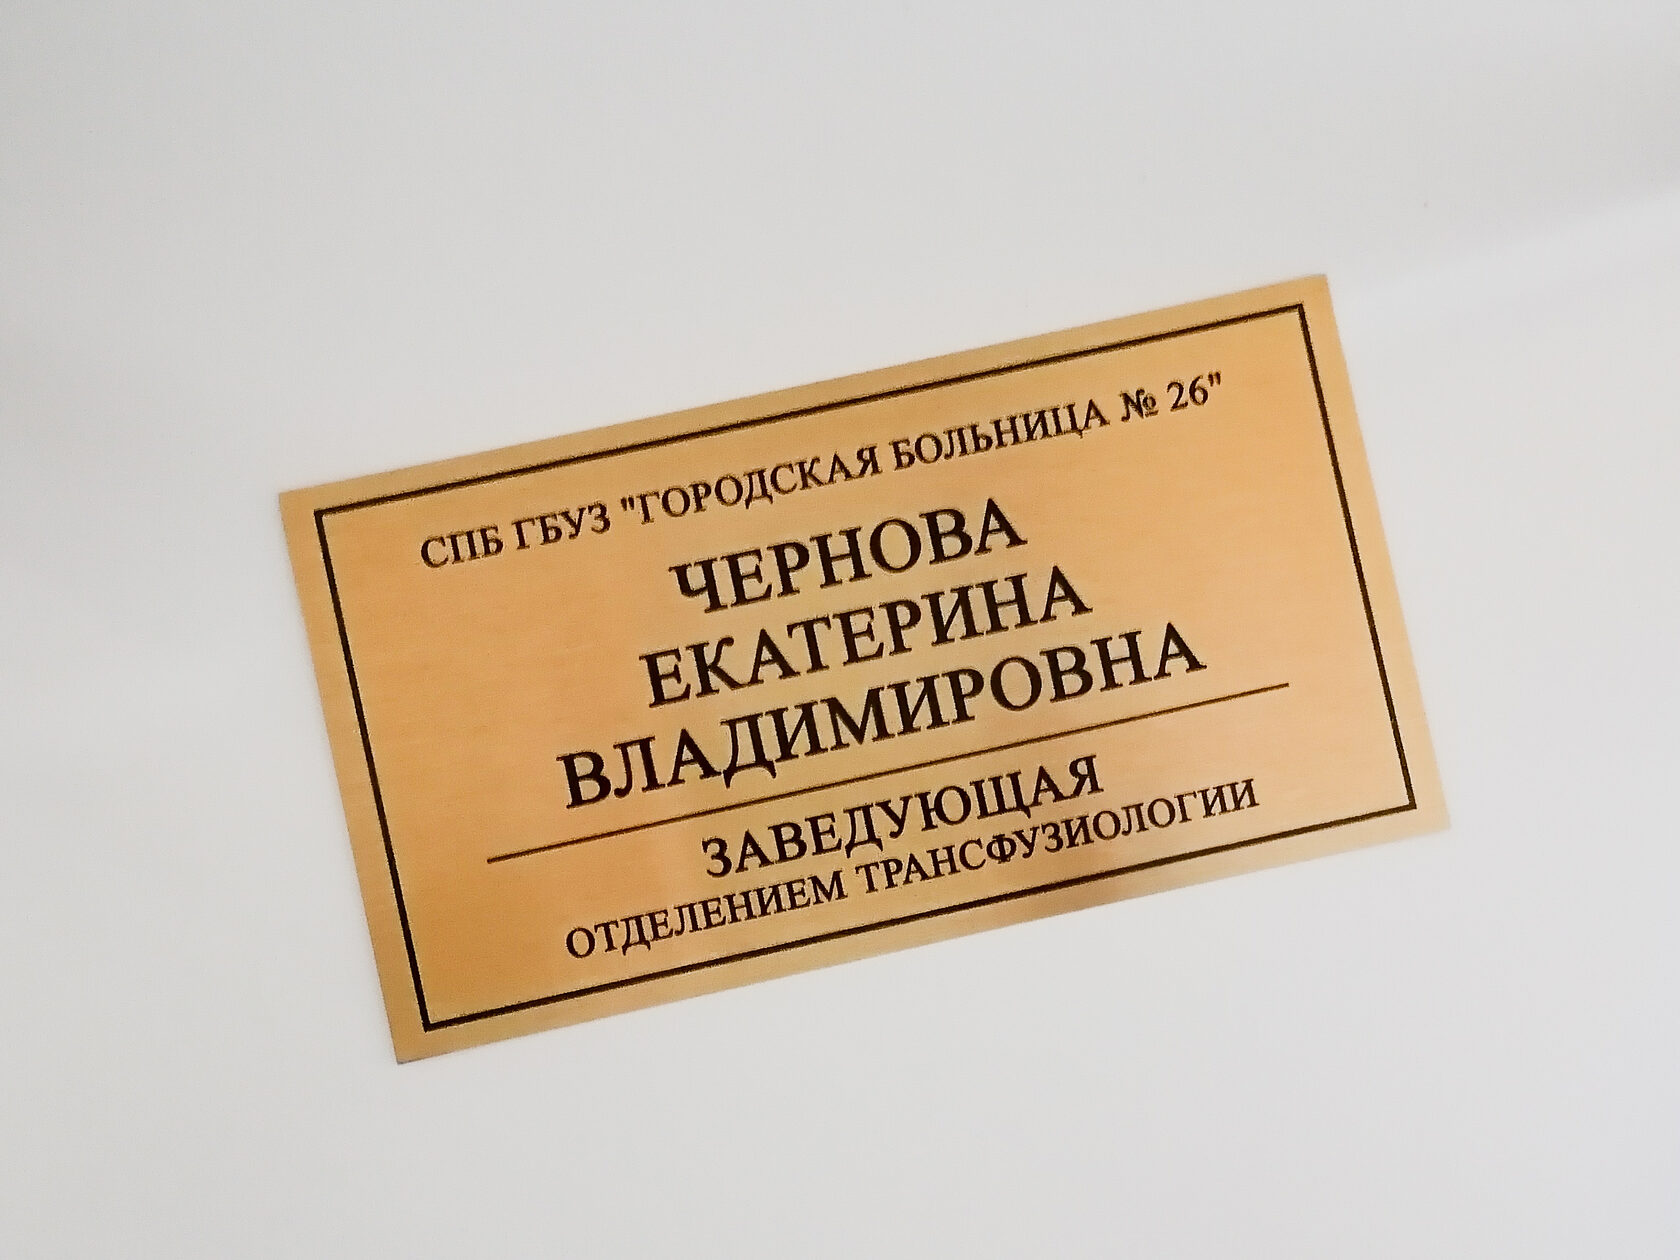 СПБ ГБУЗ "ГОРОДСКАЯ БОЛЬНИЦА № 26"
ЧЕРНОВА
ЕКАТЕРИНА
ВЛАДИМИРОВНА
ЗАВЕДУЮЩАЯ
ОТДЕЛЕНИЕМ ТРАНСФУЗИОЛОГИИ